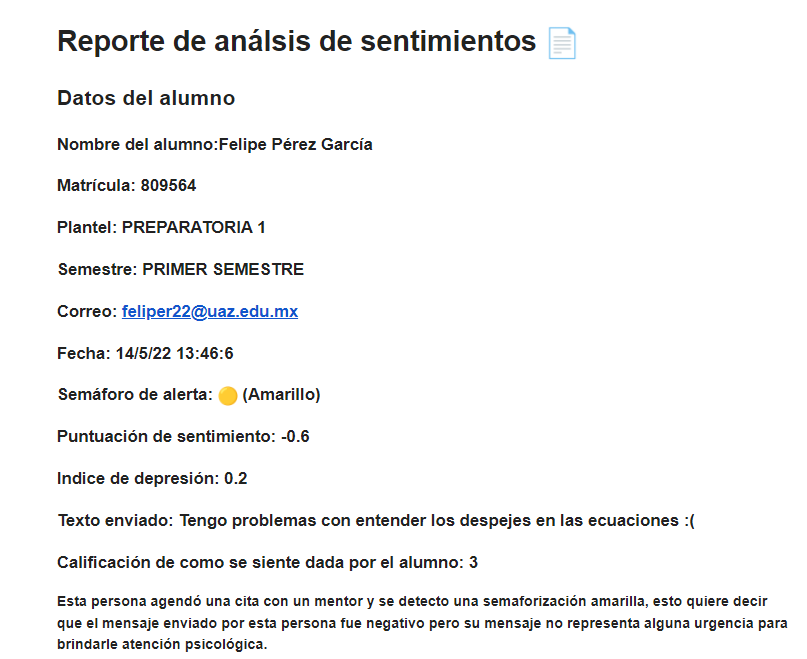 Reporte de análsis de sentimientos
Datos del alumno
Nombre del alumno:Felipe Pérez García
Matrícula: 809564
Plantel: PREPARATORIA 1
Semestre: PRIMER SEMESTRE
Correo: feliper22@uaz.edu.mx
Fecha: 14/5/22 13:46:6
Semáforo de alerta: 🟡 (Amarillo)
Puntuación de sentimiento: -0.6
Indice de depresión: 0.2
Texto enviado: Tengo problemas con entender los despejes en las ecuaciones :(
Calificación de como se siente dada por el alumno: 3
Esta persona agendó una cita con un mentor y se detecto una semaforización amarilla, esto quiere decir
que el mensaje enviado por esta persona fue negativo pero su mensaje no representa alguna urgencia para
brindarle atención psicológica.